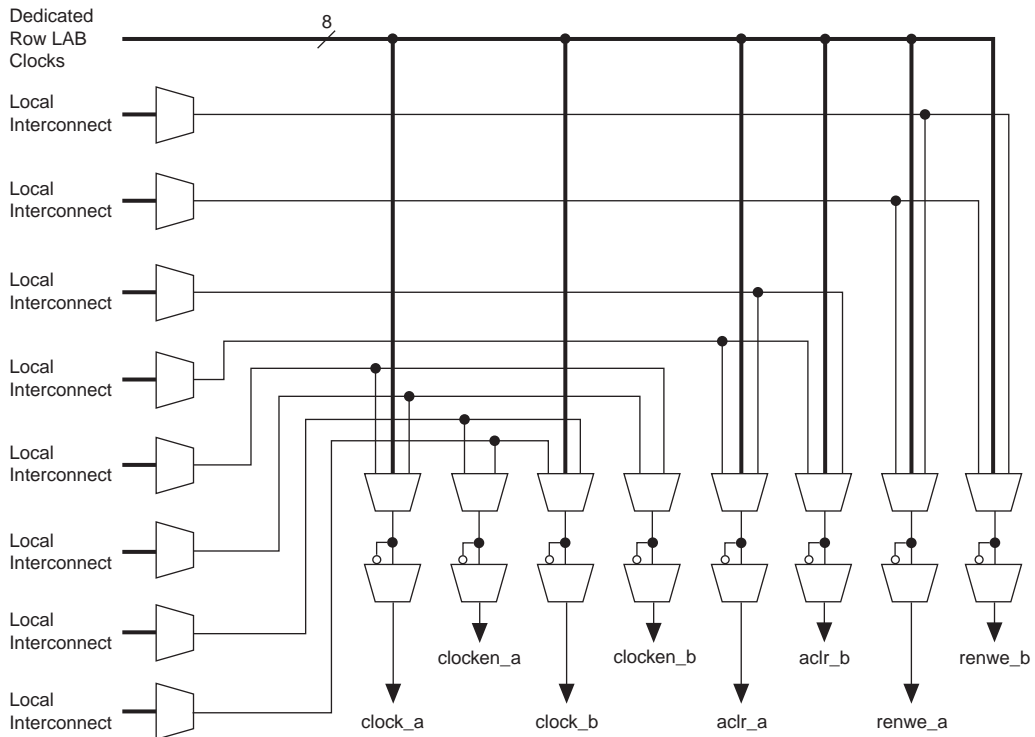 Dedicated
Row LAB
Clocks
8
Local
Interconnect
Local
Interconnect
Local
Interconnect
Local
Interconnect
Local
Interconnect
Local
Interconnect
Local
Interconnect
Local
Interconnect
clocken_a
clocken_b
aclr_b
renwe_b
clock_a
clock_b
aclr_a
renwe_a